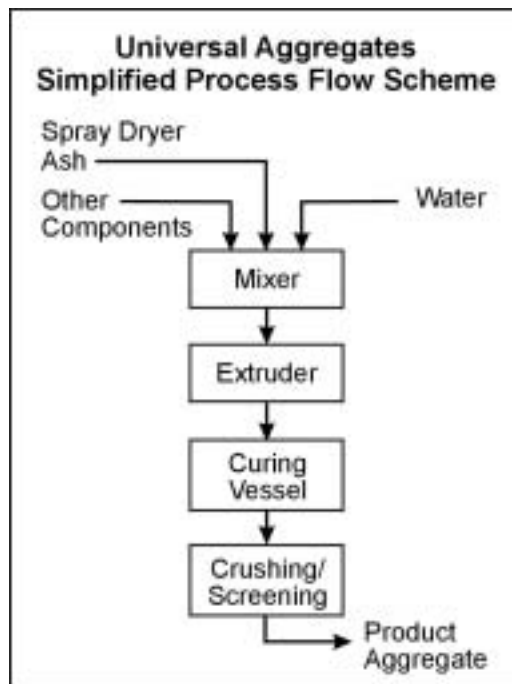 Universal Aggregates
Simplified Process Flow Scheme
Spray Dryer
Ash
Other
Components
Water
Mixer
Extruder
Curing
Vessel
Crushing/
Screening
Product
Aggregate